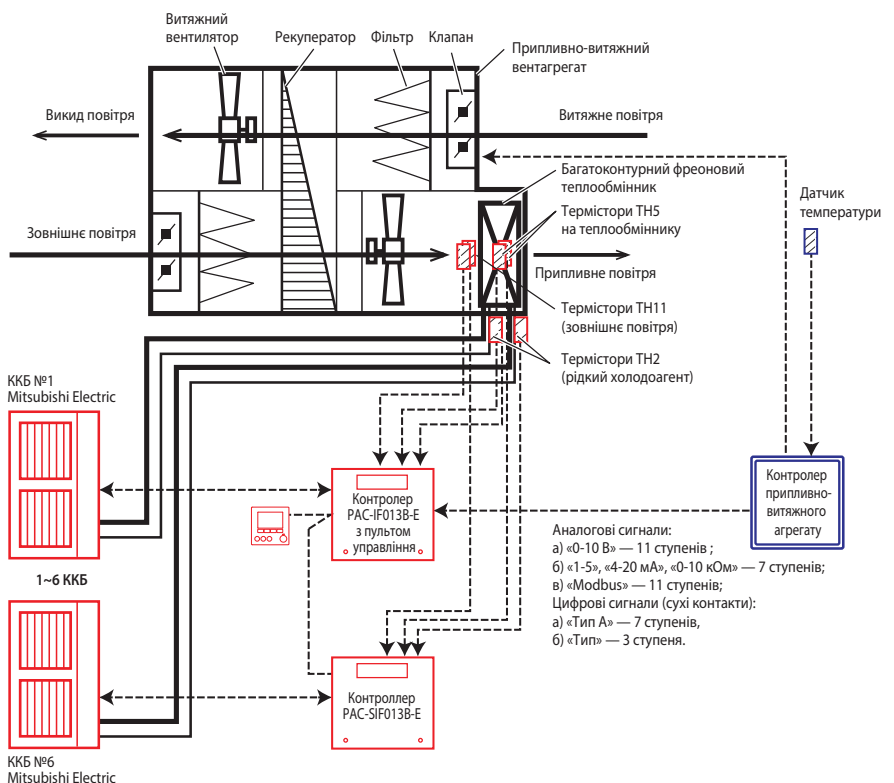 Витяжний
вентилятор
Рекуператор
Фільтр
Клапан
Припливно-витяжний
вентагрегат
Викид повітря
Витяжне повітря
Багатоконтурний фреоновий
теплообмінник
Датчик
температури
Термістори TH5
на теплообміннику
Зовнішнє повітря
Припливне повітря
Термістори TH11
(зовнішнє повітря)
Термістори TH2
(рідкий холодоагент)
ККБ №1
Mitsubishi Electric
Контролер
PAC-IF013B-E
з пультом
управління
Контролер
припливно-
витяжного
агрегату
Аналогові сигнали:
а) «0-10 В» — 11 ступенів ;
б) «1-5», «4-20 мА», «0-10 кОм» — 7 ступенів;
в) «Modbus» — 11 ступенів;
Цифрові сигнали (сухі контакти):
а) «Тип А» — 7 ступенів,
б) «Тип» — 3 ступеня.
1~6 ККБ
Контроллер
PAC-SIF013B-E
ККБ №6
Mitsubishi Electric